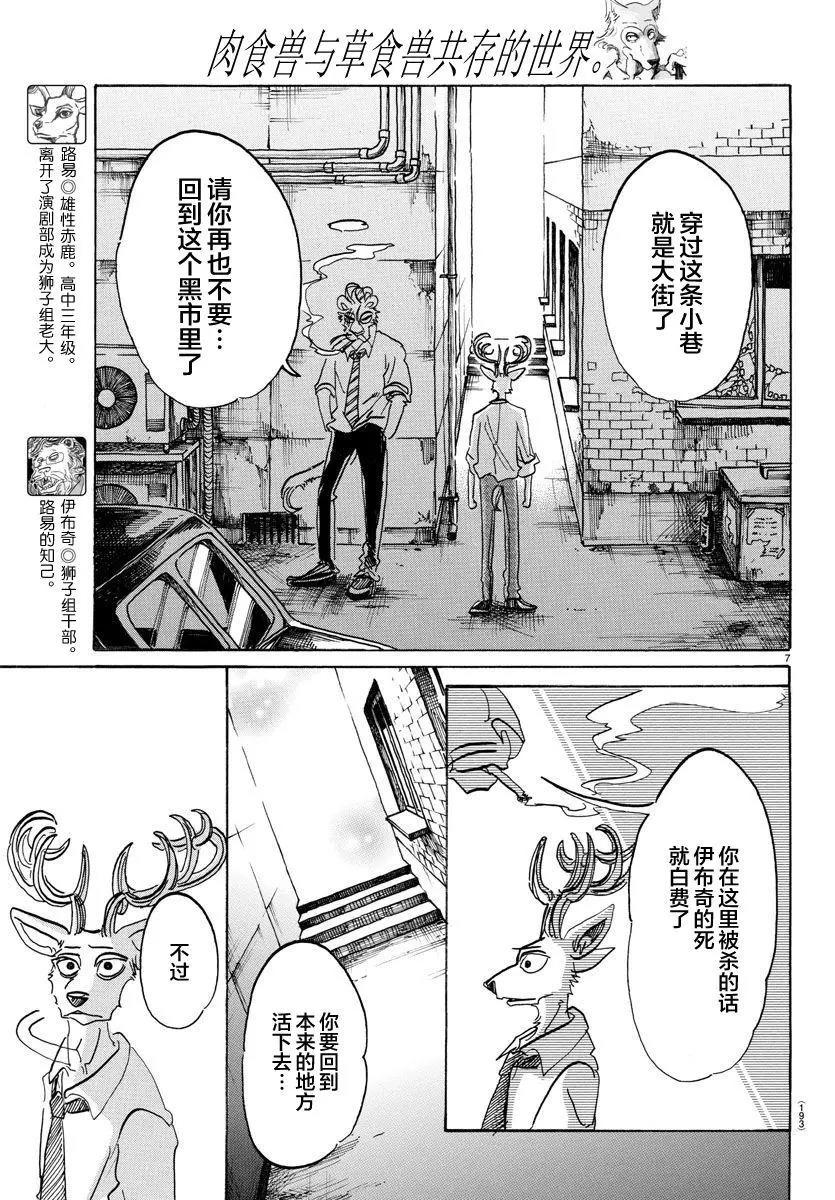 肉食兽与草食兽共存的世界。
路易◎雄性赤鹿。高中三年级。
离开了演剧部成为狮子组老大。
伊布奇◎狮子组干部。
路易的知己。
穿过这条小巷
就是大街了
请你再也不要…
回到这个黑市里了
7
你在这里被杀的话
伊布奇的死
就白费了
你要回到
本来的地方
活下去…
不过
(193)